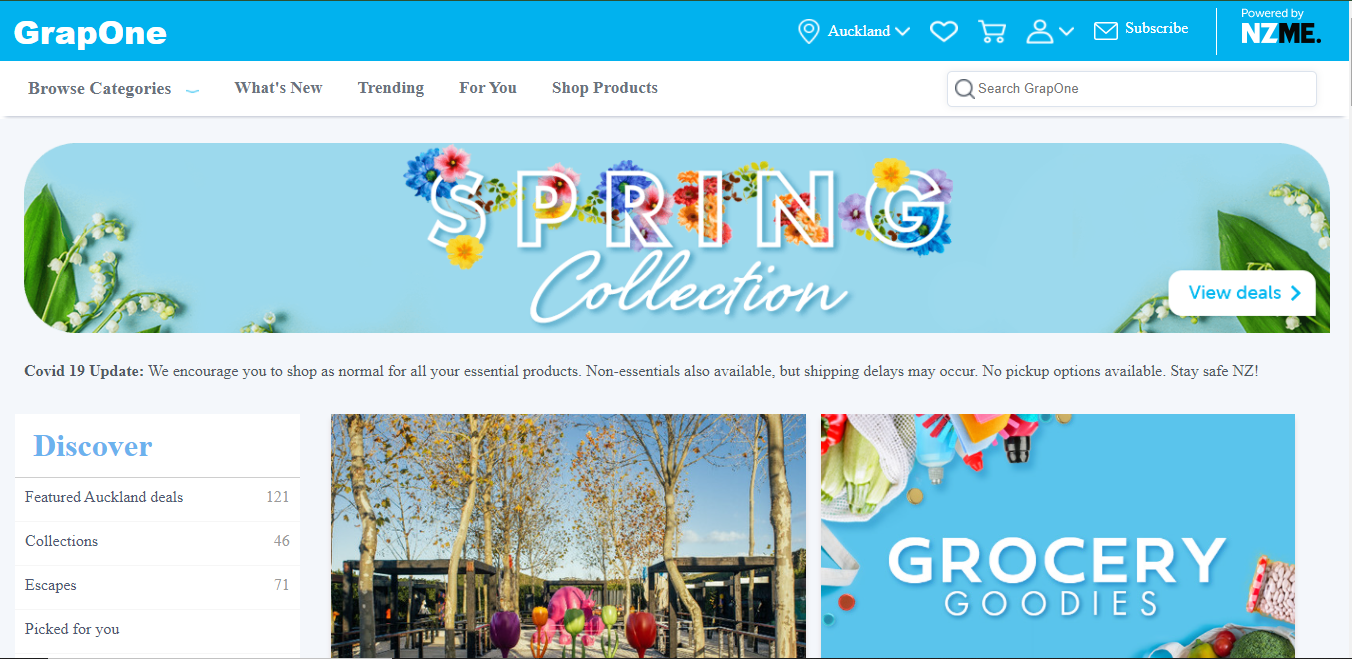 GrapOne
Auckland
Subscribe
Powered by
NZME.
Browse Categories
What's New
Trending
For You
Shop Products
Search GrapOne
SPRING
Collection
View deals
Covid 19 Update: We encourage you to shop as normal for all your essential products. Non-essentials also available, but shipping delays may occur. No pickup options available. Stay safe NZ!
Discover
Featured Auckland deals 121
Collections 46
Escapes 71
Picked for you
GROCERY
GOODIES